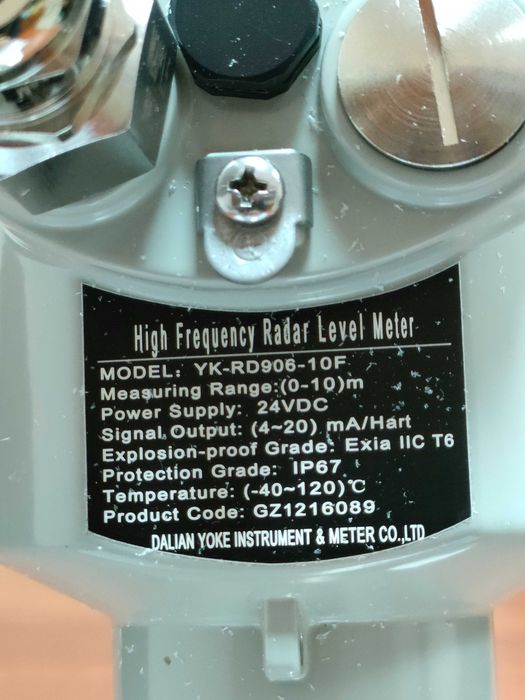 High Frequency Radar Level Meter
MODEL: YK-RD906-10F
Measuring Range:(0-10)m
Power Supply: 24VDC
Signal Output: (4~20) mA/Hart
Explosion-proof Grade: Exia IIC T6
Protection Grade: IP67
Temperature: (-40~120)℃
Product Code: GZ1216089
DALIAN YOKE INSTRUMENT & METER CO.,LTD